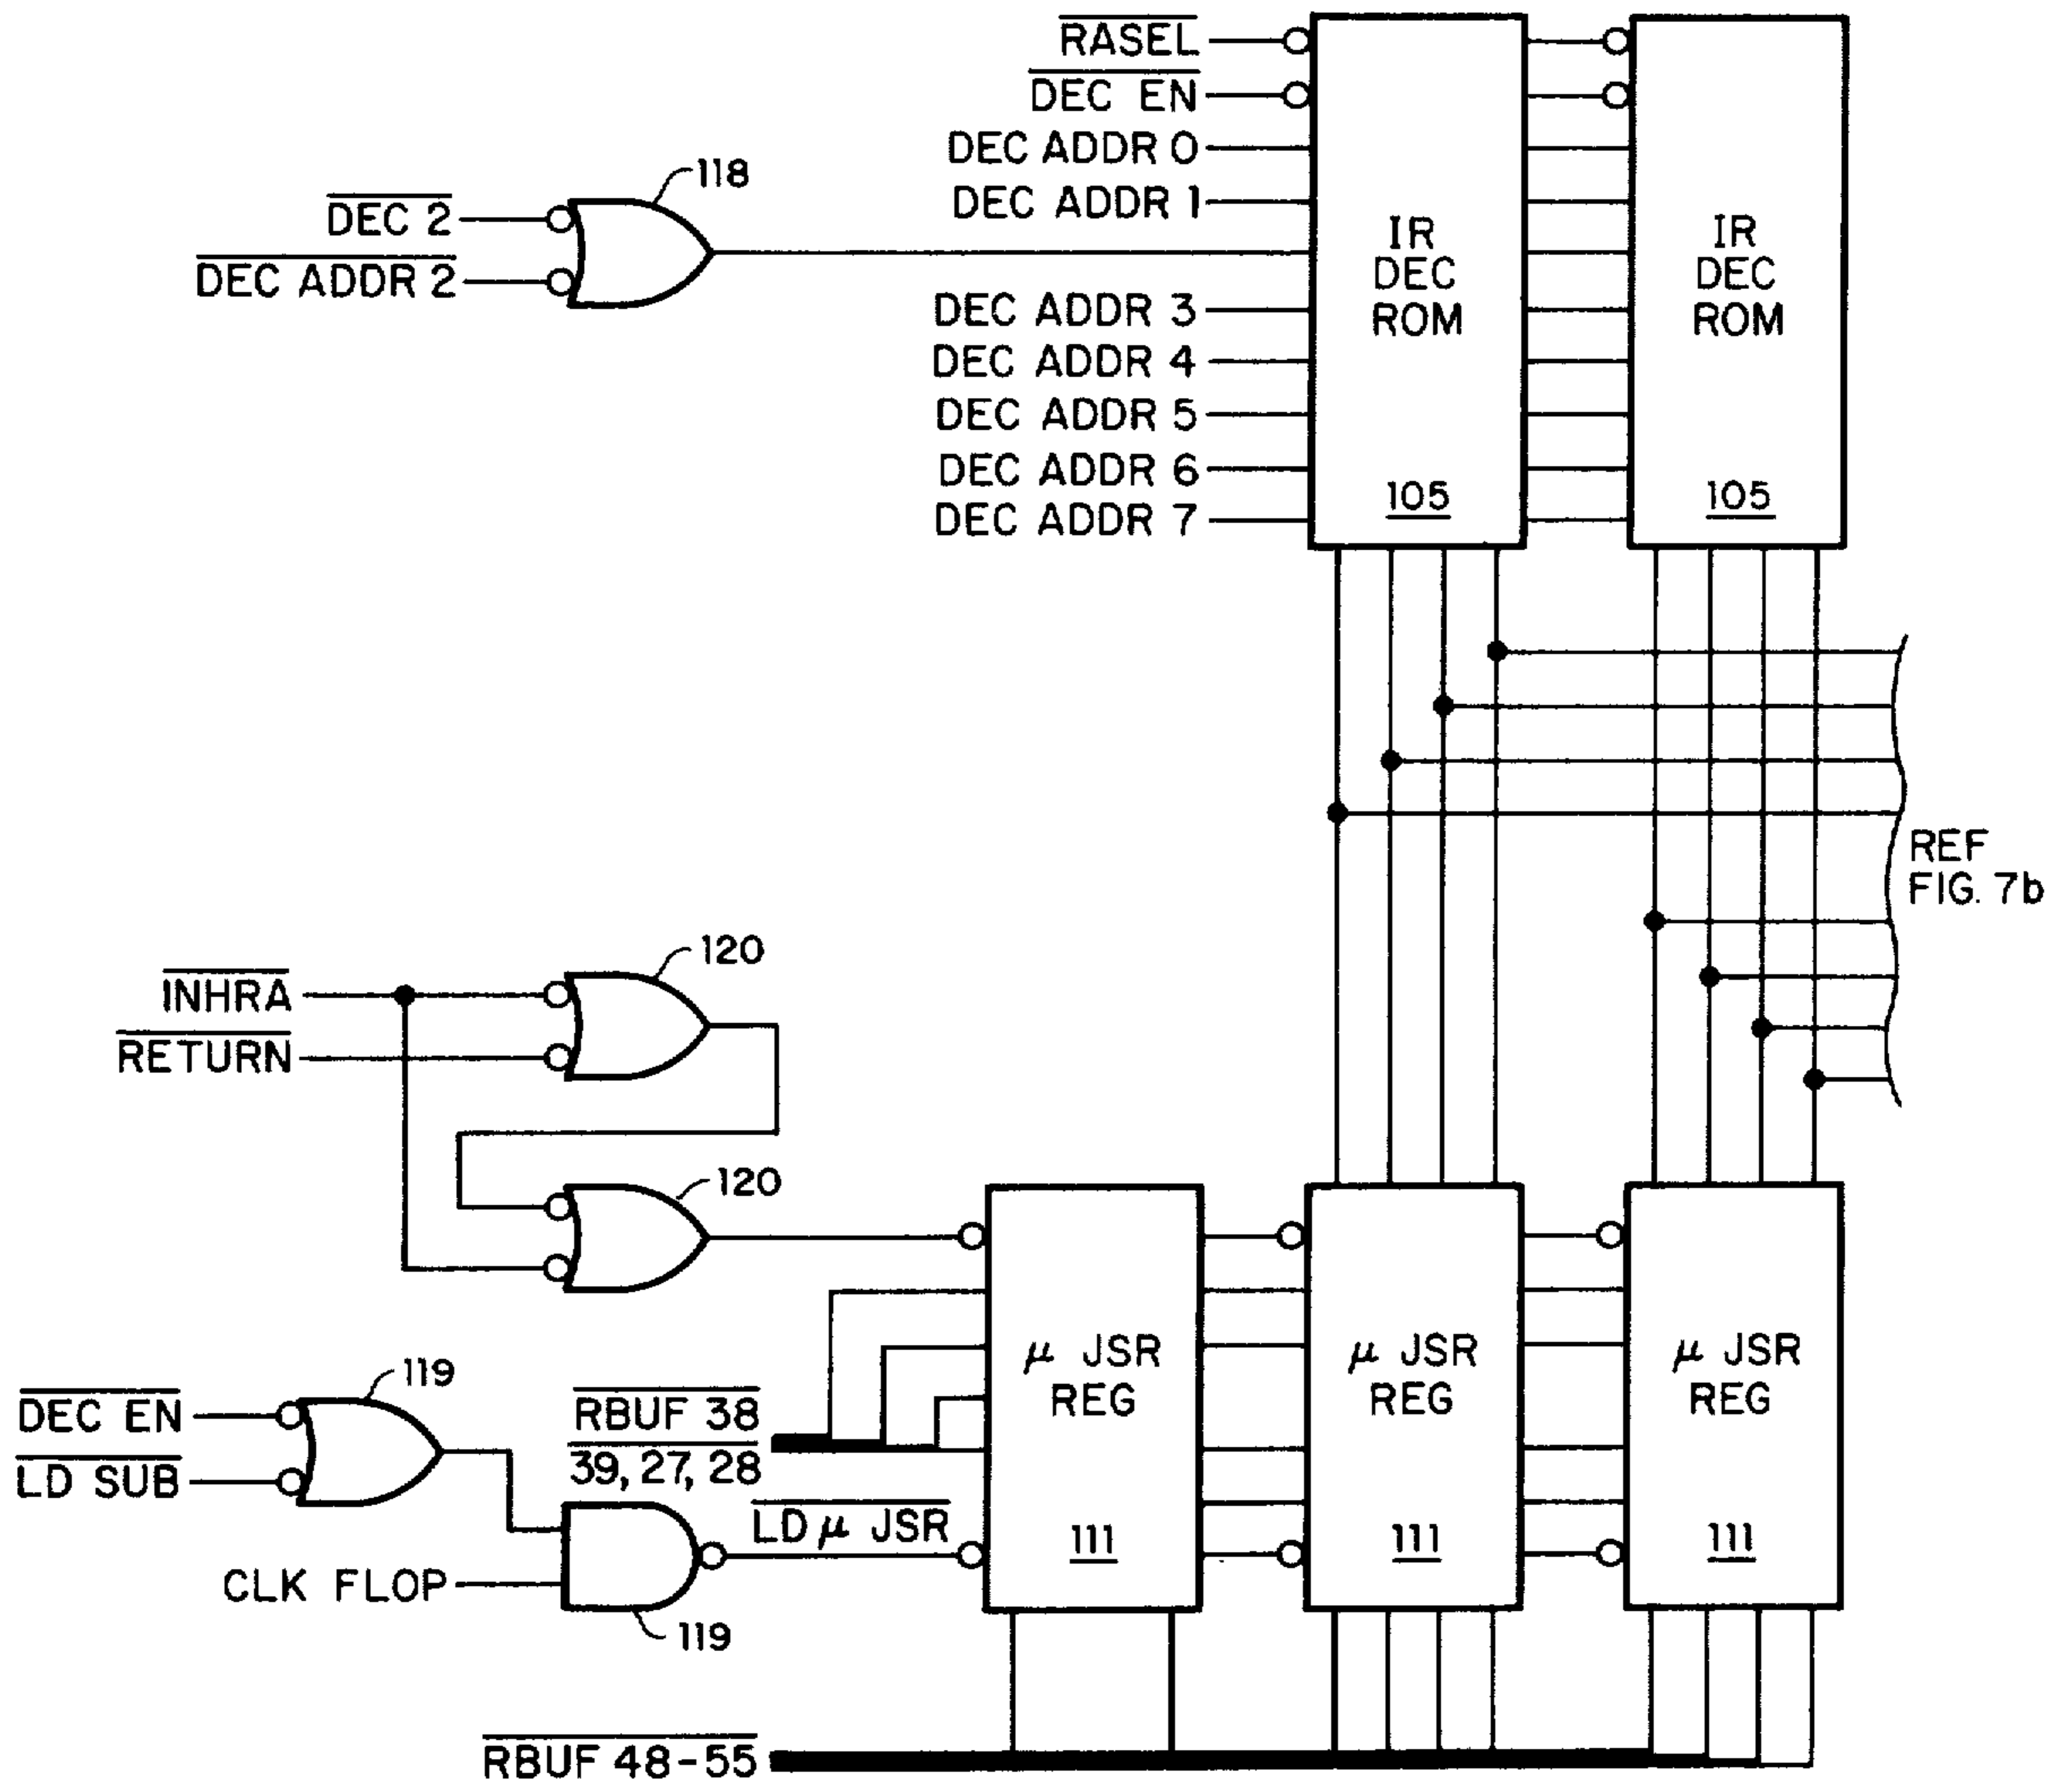 RASEL
DEC EN
DEC ADDR 0
DEC ADDR 1
118
DEC 2
DEC ADDR 2
DEC ADDR 3
DEC ADDR 4
DEC ADDR 5
DEC ADDR 6
DEC ADDR 7
IR
DEC
ROM
105
IR
DEC
ROM
105
REF
FIG. 7b
120
INHRA
RETURN
120
119
DEC EN
LD SUB
RBUF 38
39, 27, 28
LD μ JSR
CLK FLOP
119
μ JSR
REG
111
μ JSR
REG
111
μ JSR
REG
111
RBUF 48-55